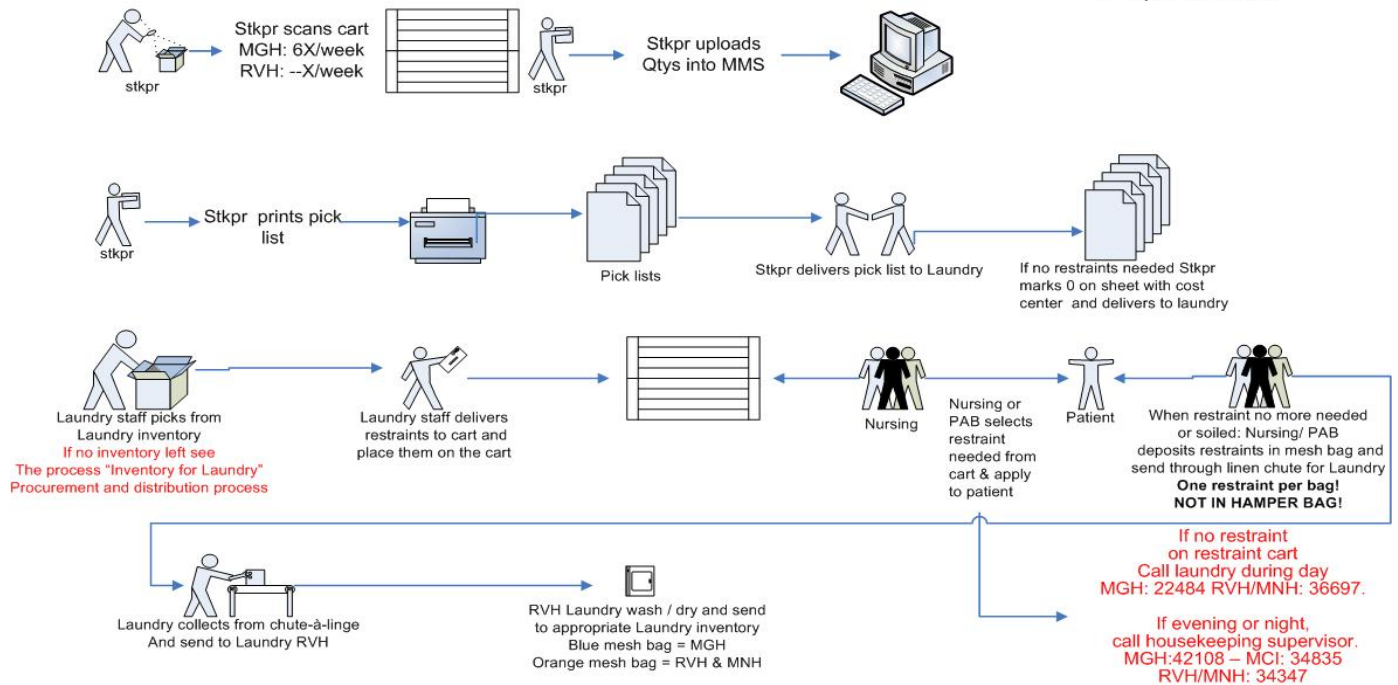 Stkpr scans cart
MGH: 6X/week
RVH: --X/week
stkpr
stkpr
Stkpr uploads
Qtys into MMS
stkpr
Stkpr prints pick
list
Pick lists
Stkpr delivers pick list to Laundry
If no restraints needed Stkpr
marks 0 on sheet with cost
center and delivers to laundry
Laundry staff picks from
Laundry inventory
If no inventory left see
The process “Inventory for Laundry”
Procurement and distribution process
Laundry staff delivers
restraints to cart and
place them on the cart
Nursing
Nursing or
PAB selects
restraint
needed from
cart & apply
to patient
Patient
When restraint no more needed
or soiled: Nursing/ PAB
deposits restraints in mesh bag and
send through linen chute for Laundry
One restraint per bag!
NOT IN HAMPER BAG!
Laundry collects from chute-à-linge
And send to Laundry RVH
RVH Laundry wash / dry and send
to appropriate Laundry inventory
Blue mesh bag = MGH
Orange mesh bag = RVH & MNH
If no restraint
on restraint cart
Call laundry during day
MGH: 22484 RVH/MNH: 36697.
If evening or night,
call housekeeping supervisor.
MGH:42108 – MCI: 34835
RVH/MNH: 34347